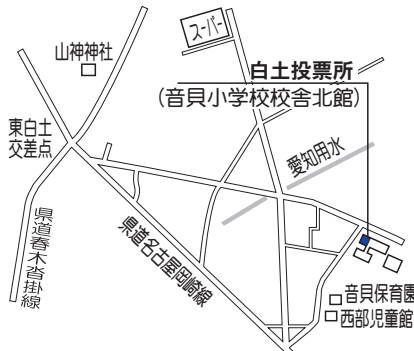 スーパー
山神神社
白土投票所
(音貝小学校校舎北館)
東白土
交差点
愛知用水
県道春木沓掛線
県道名古屋岡崎線
音貝保育園
西部児童館